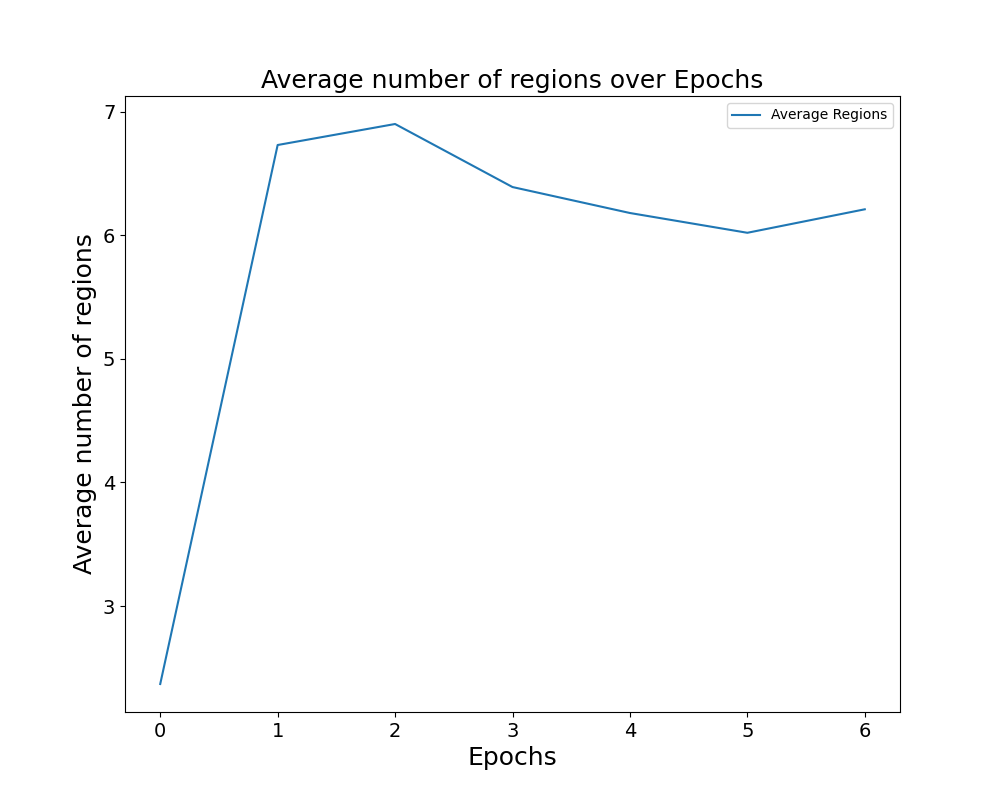 Average number of regions over Epochs
Average Regions
Average number of regions
7
6
5
4
3
0 1 2 3 4 5 6
Epochs